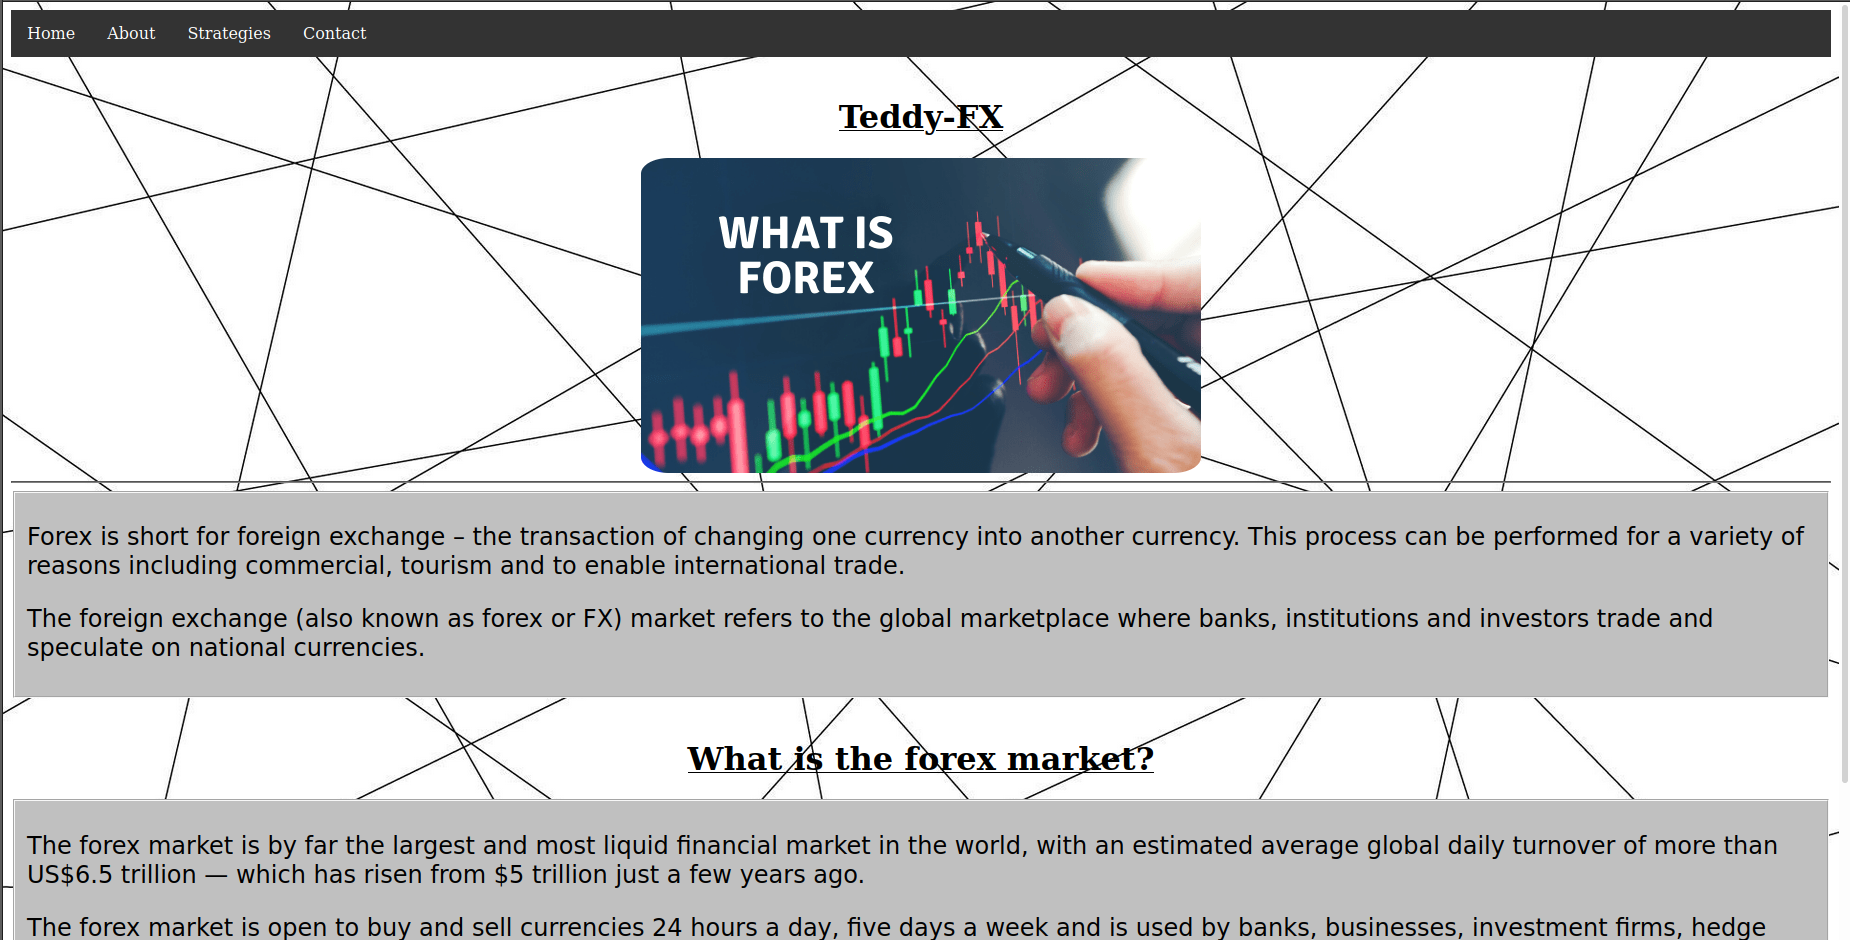 Home About Strategies Contact
Teddy-FX
WHAT IS
FOREX
Forex is short for foreign exchange – the transaction of changing one currency into another currency. This process can be performed for a variety of
reasons including commercial, tourism and to enable international trade.
The foreign exchange (also known as forex or FX) market refers to the global marketplace where banks, institutions and investors trade and
speculate on national currencies.
What is the forex market?
The forex market is by far the largest and most liquid financial market in the world, with an estimated average global daily turnover of more than
US$6.5 trillion — which has risen from $5 trillion just a few years ago.
The forex market is open to buy and sell currencies 24 hours a day, five days a week and is used by banks, businesses, investment firms, hedge